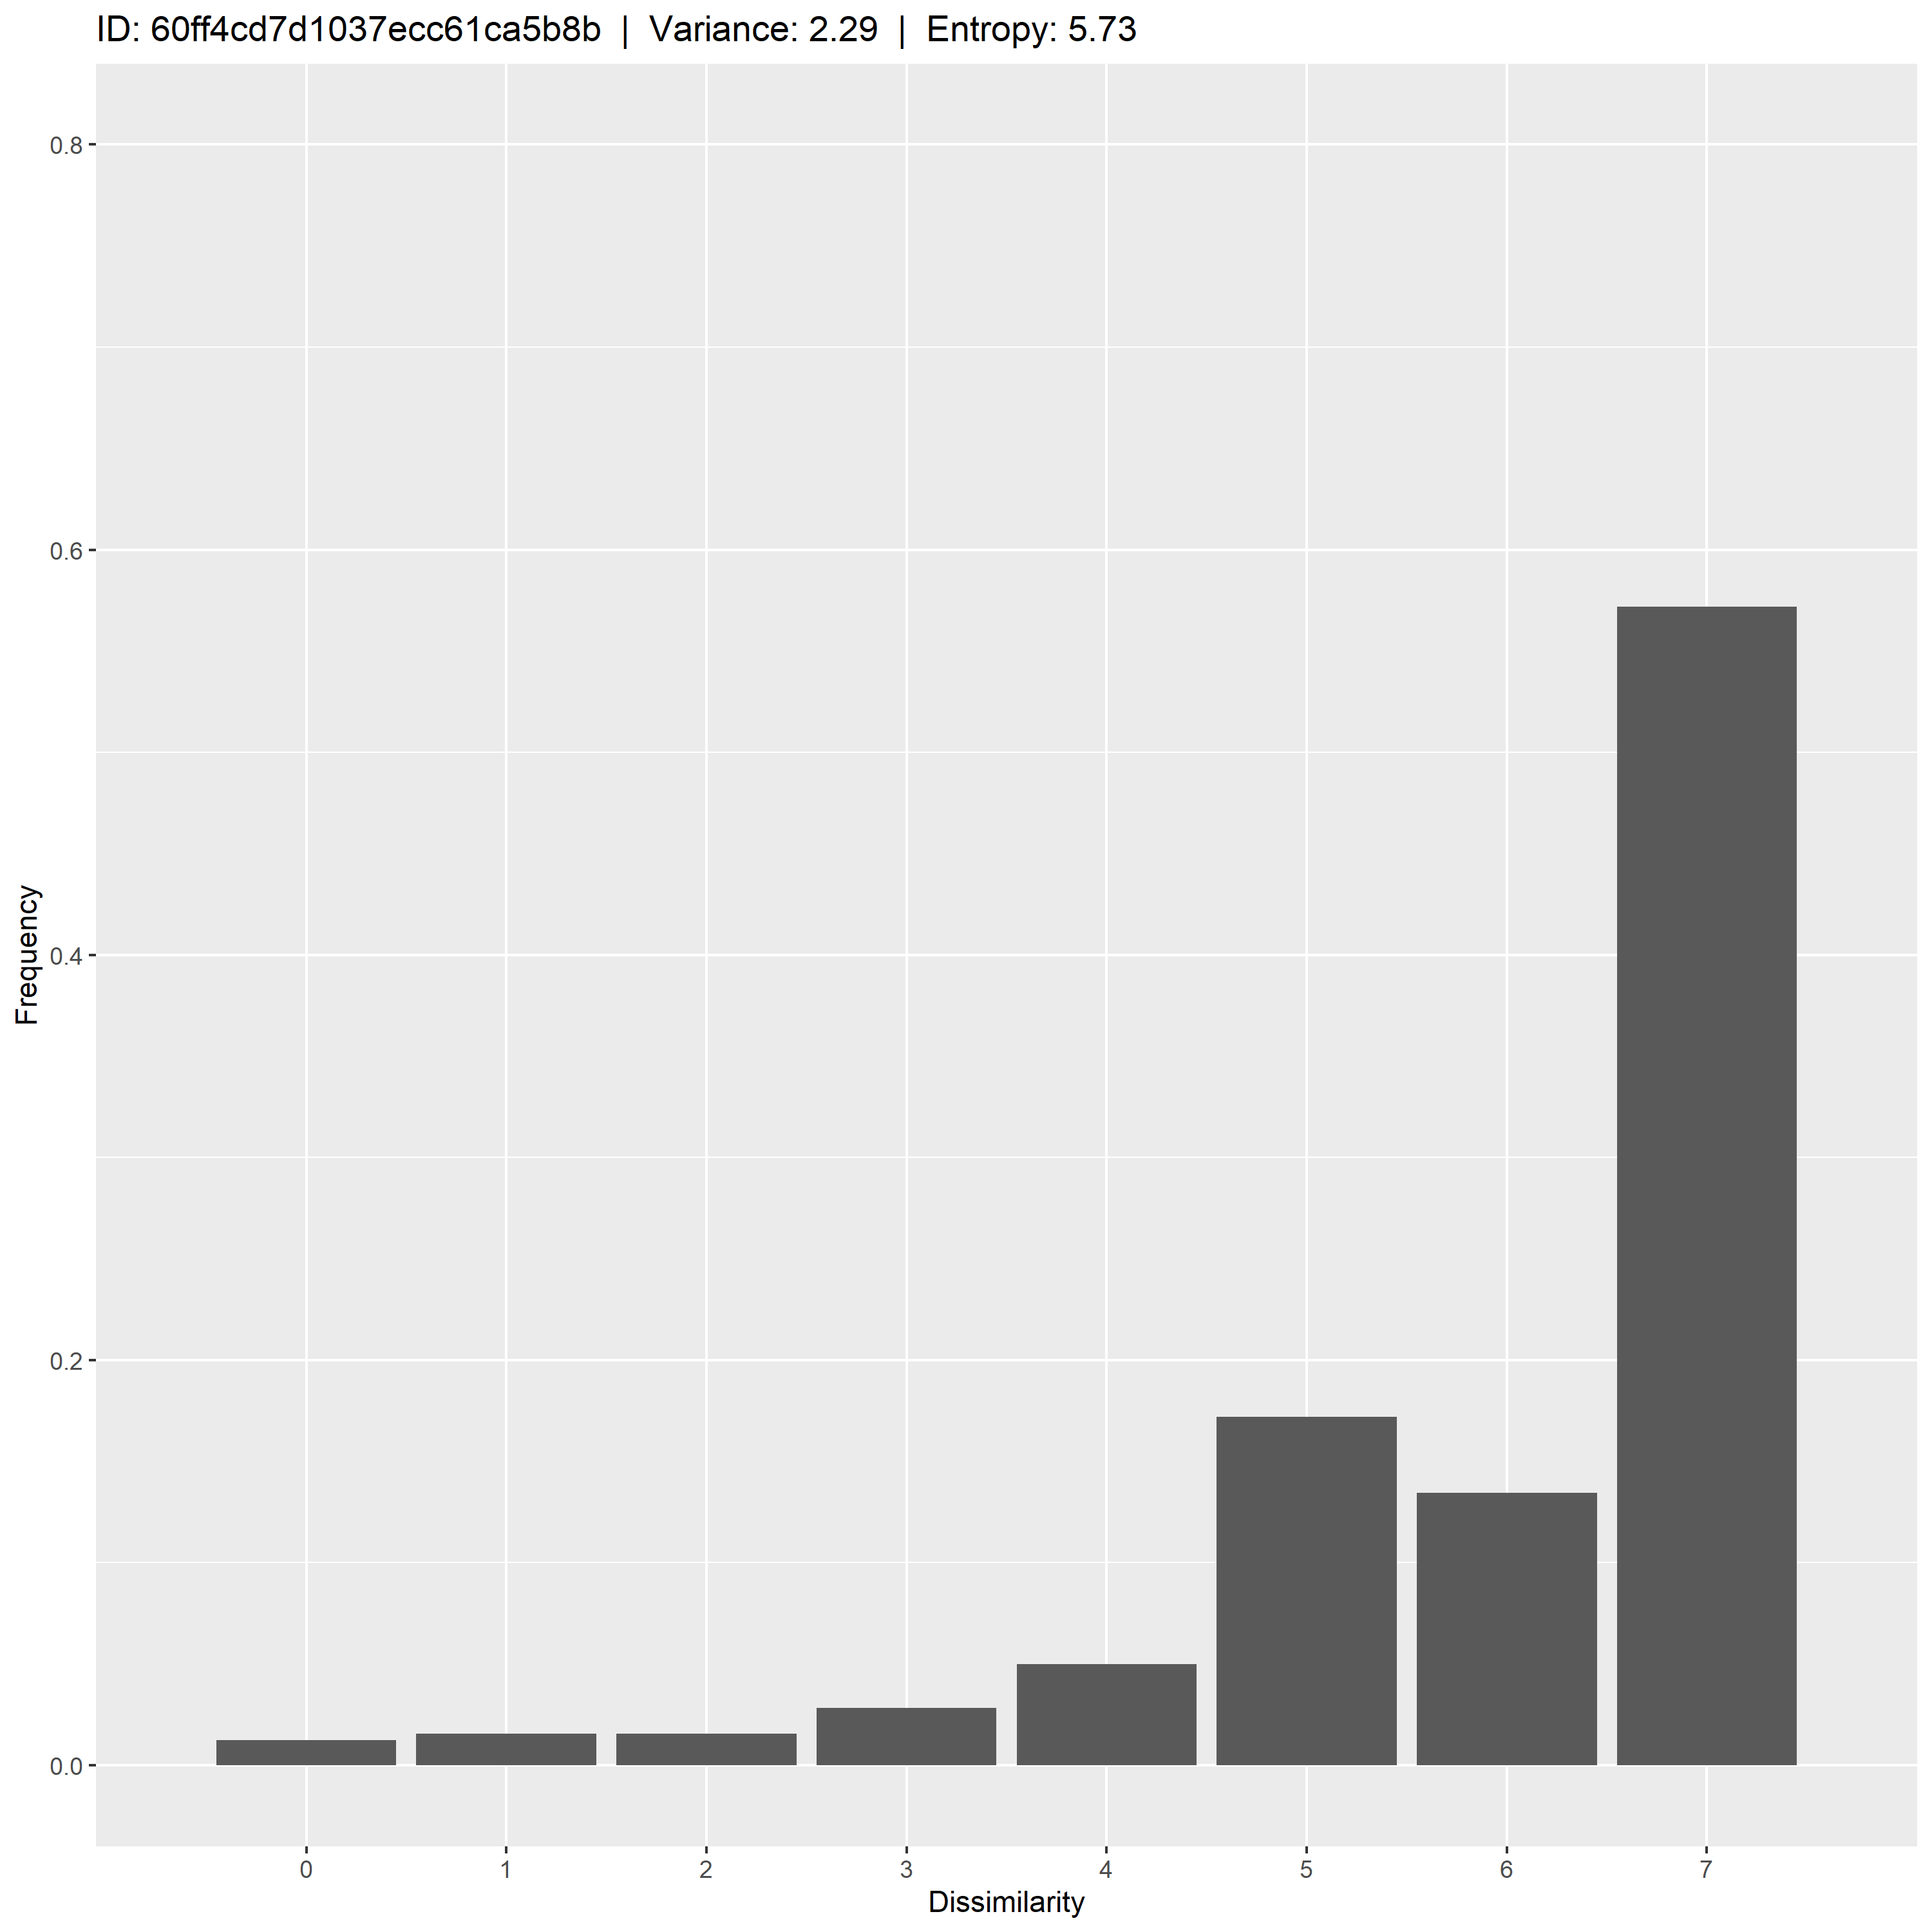 ID: 60ff4cd7d1037ecc61ca5b8b | Variance: 2.29 | Entropy: 5.73
0.8
0.6
0.4
0.2
0.0
Frequency
0 1 2 3 4 5 6 7
Dissimilarity